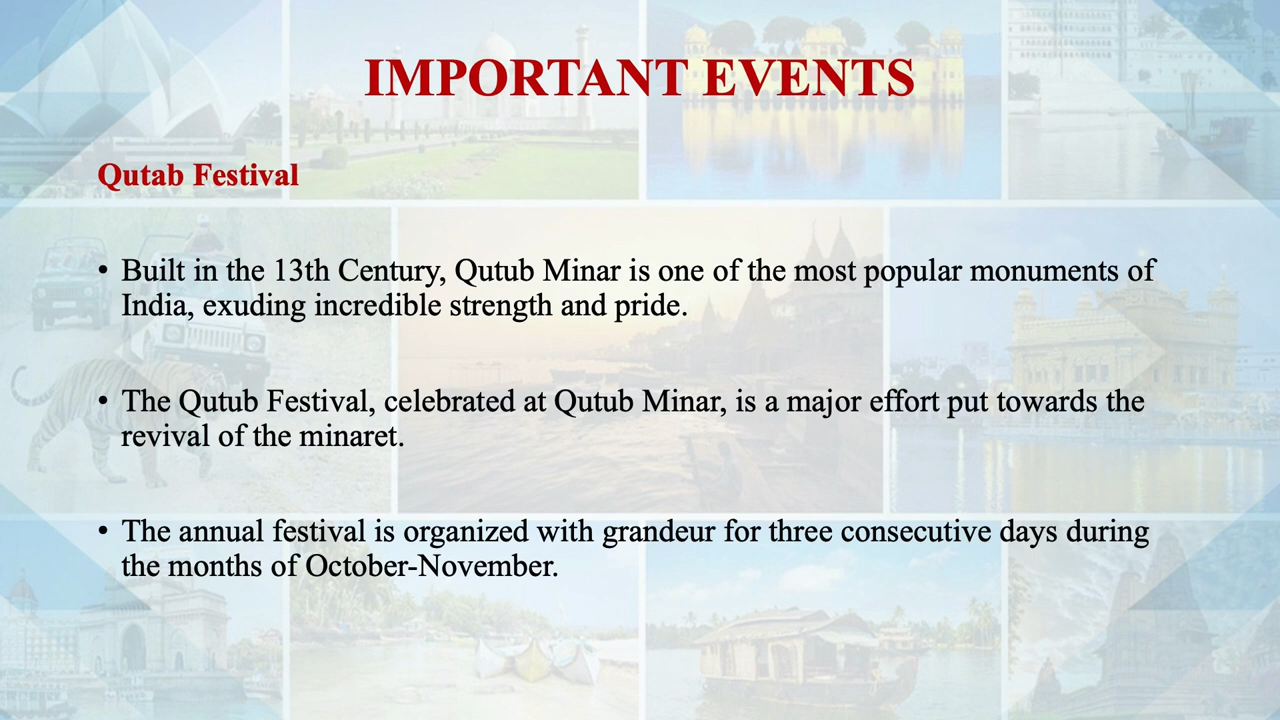 IMPORTANT EVENTS
Qutab Festival
• Built in the 13th Century, Qutub Minar is one of the most popular monuments of
India, exuding incredible strength and pride.
• The Qutub Festival, celebrated at Qutub Minar, is a major effort put towards the
revival of the minaret.
• The annual festival is organized with grandeur for three consecutive days during
the months of October-November.